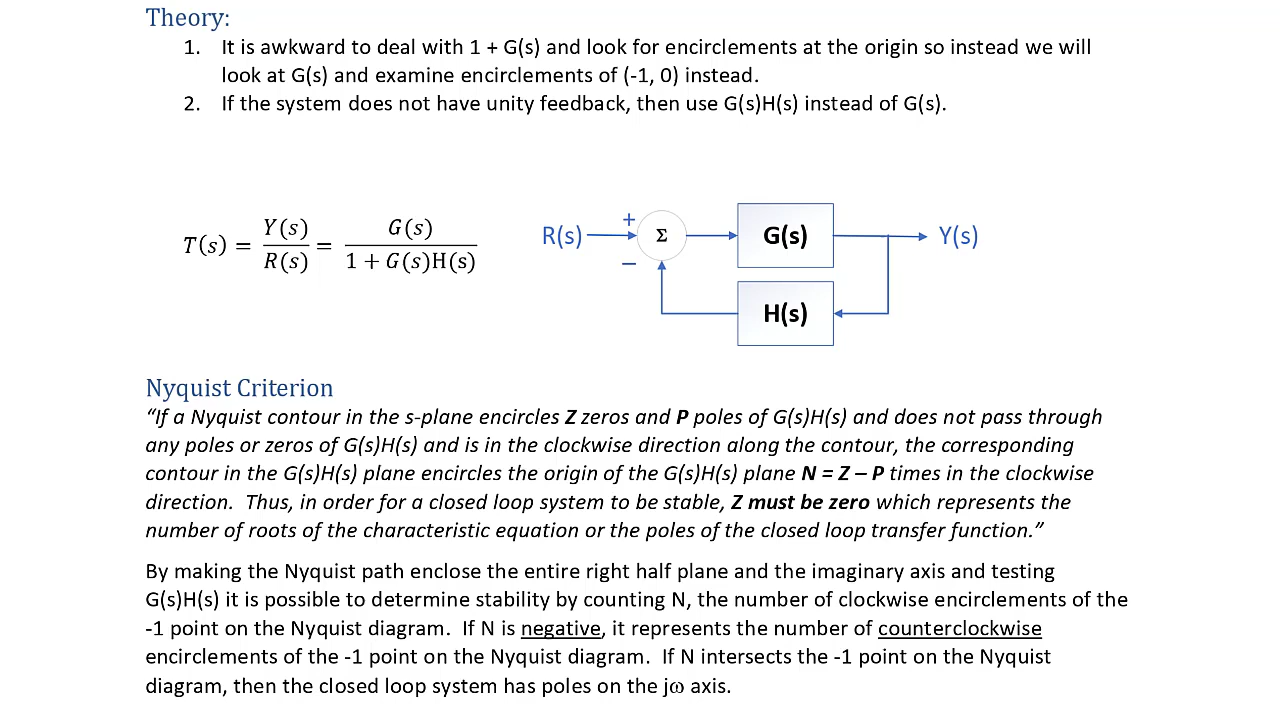 Theory:
1. It is awkward to deal with 1 + G(s) and look for encirclements at the origin so instead we will
look at G(s) and examine encirclements of (-1, 0) instead.
2. If the system does not have unity feedback, then use G(s)H(s) instead of G(s).
T(s) = Y(s)/R(s) = G(s)/(1 + G(s)H(s))
R(s)
+
−
Σ
G(s)
Y(s)
H(s)
Nyquist Criterion
“If a Nyquist contour in the s-plane encircles Z zeros and P poles of G(s)H(s) and does not pass through
any poles or zeros of G(s)H(s) and is in the clockwise direction along the contour, the corresponding
contour in the G(s)H(s) plane encircles the origin of the G(s)H(s) plane N = Z – P times in the clockwise
direction. Thus, in order for a closed loop system to be stable, Z must be zero which represents the
number of roots of the characteristic equation or the poles of the closed loop transfer function.”
By making the Nyquist path enclose the entire right half plane and the imaginary axis and testing
G(s)H(s) it is possible to determine stability by counting N, the number of clockwise encirclements of the
-1 point on the Nyquist diagram. If N is negative, it represents the number of counterclockwise
encirclements of the -1 point on the Nyquist diagram. If N intersects the -1 point on the Nyquist
diagram, then the closed loop system has poles on the jω axis.